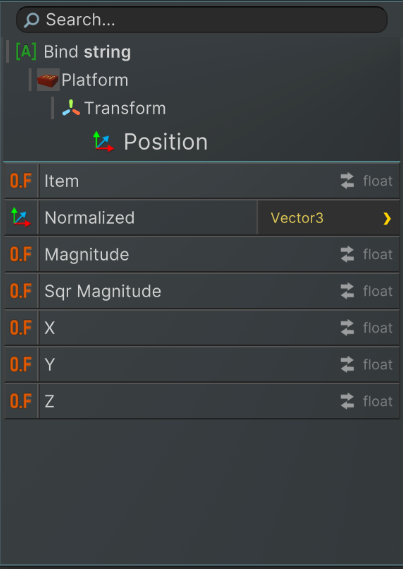 Search...
[A] Bind string
Platform
Transform
Position
0.F Item float
Normalized Vector3 ❯
0.F Magnitude float
0.F Sqr Magnitude float
0.F X float
0.F Y float
0.F Z float